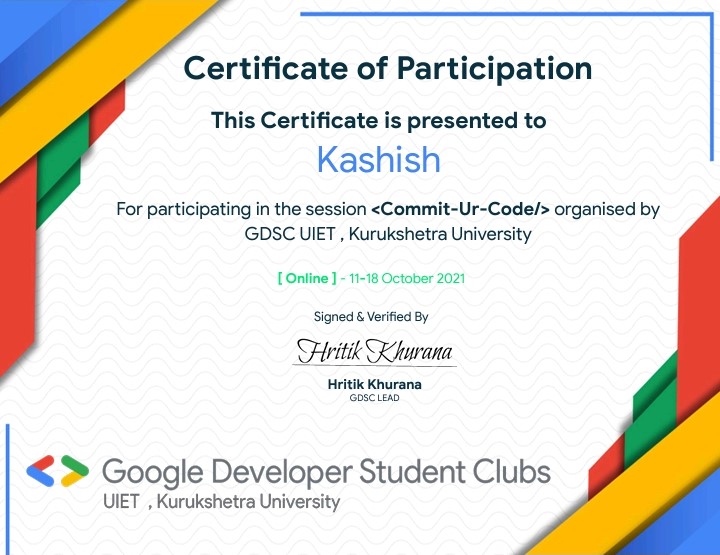 Certificate of Participation
This Certificate is presented to
Kashish
For participating in the session <Commit-Ur-Code/> organised by
GDSC UIET , Kurukshetra University
[ Online ] - 11-18 October 2021
Signed & Verified By
Hritik Khurana
Hritik Khurana
GDSC LEAD
Google Developer Student Clubs
UIET , Kurukshetra University